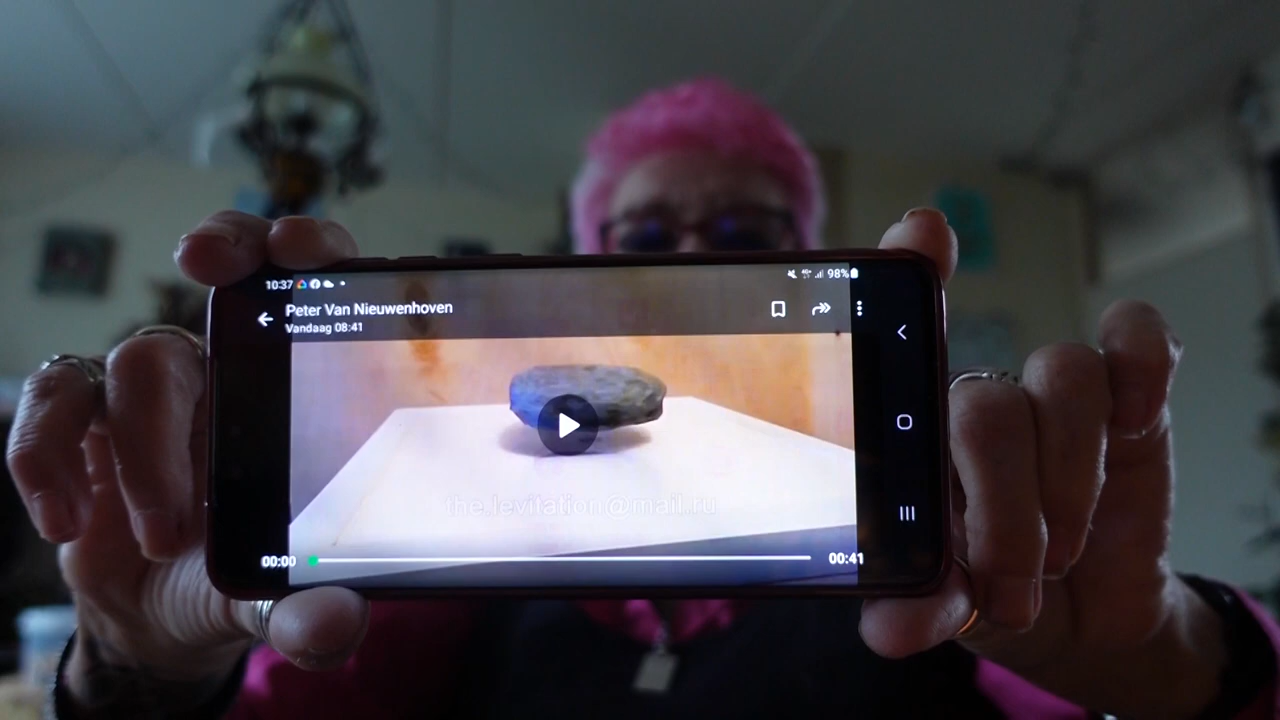 10:37
98%
Peter Van Nieuwenhoven
Vandaag 08:41
the.levitation@mail.ru
00:00
00:41